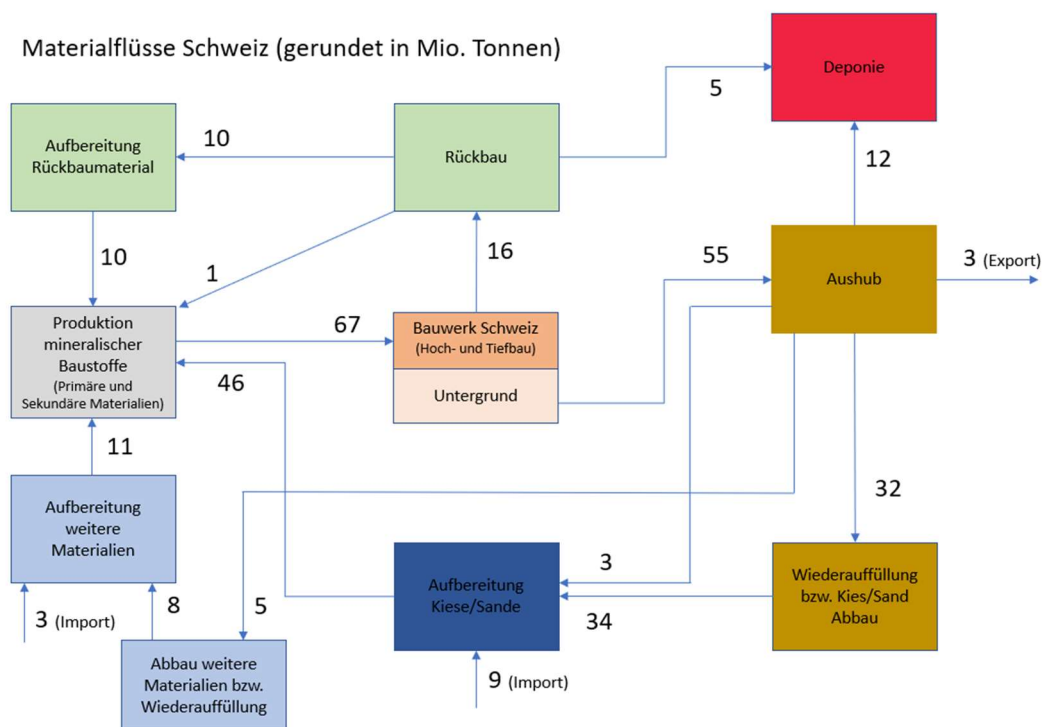 Materialflüsse Schweiz (gerundet in Mio. Tonnen)
Deponie
5
Aufbereitung
Rückbaumaterial
10
Rückbau
12
10
1
16
55
Aushub
3 (Export)
Produktion
mineralischer
Baustoffe
(Primäre und
Sekundäre Materialien)
67
46
Bauwerk Schweiz
(Hoch- und Tiefbau)
Untergrund
11
32
Aufbereitung
weitere
Materialien
3 (Import)
8
5
Aufbereitung
Kiese/Sande
3
34
Wiederauffüllung
bzw. Kies/Sand
Abbau
Abbau weitere
Materialien bzw.
Wiederauffüllung
9 (Import)